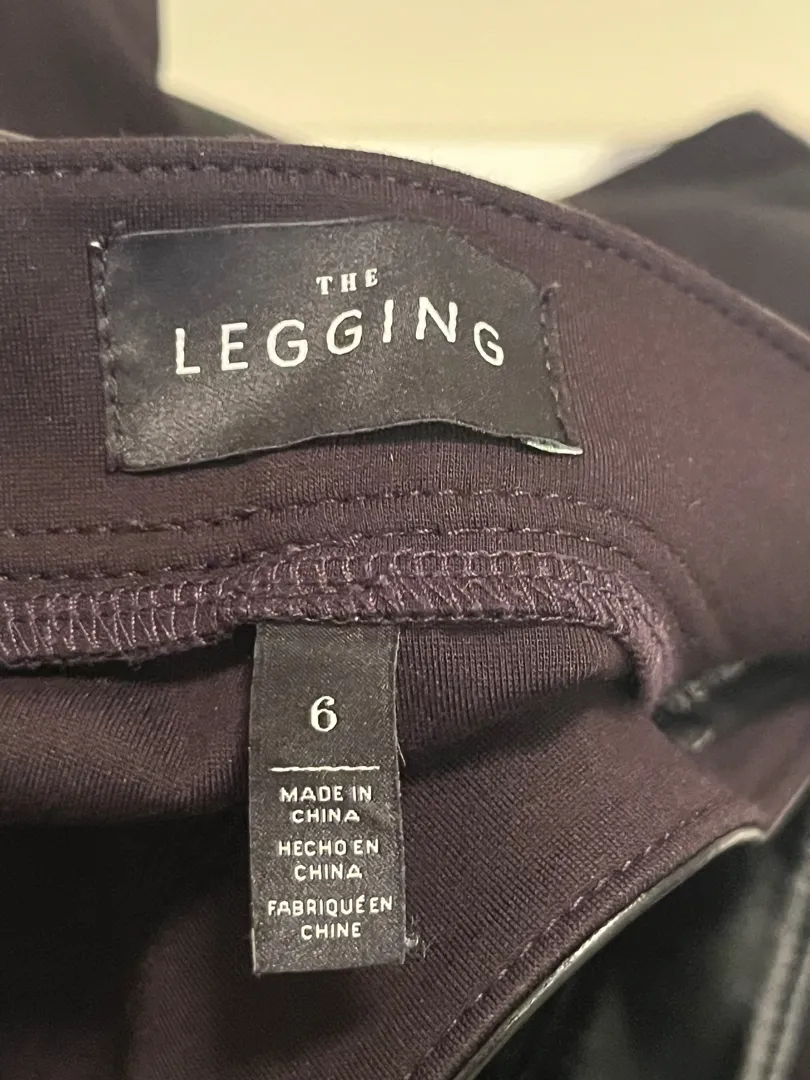 THE
LEGGING
6
MADE IN
CHINA
HECHO EN
CHINA
FABRIQUÉ EN
CHINE